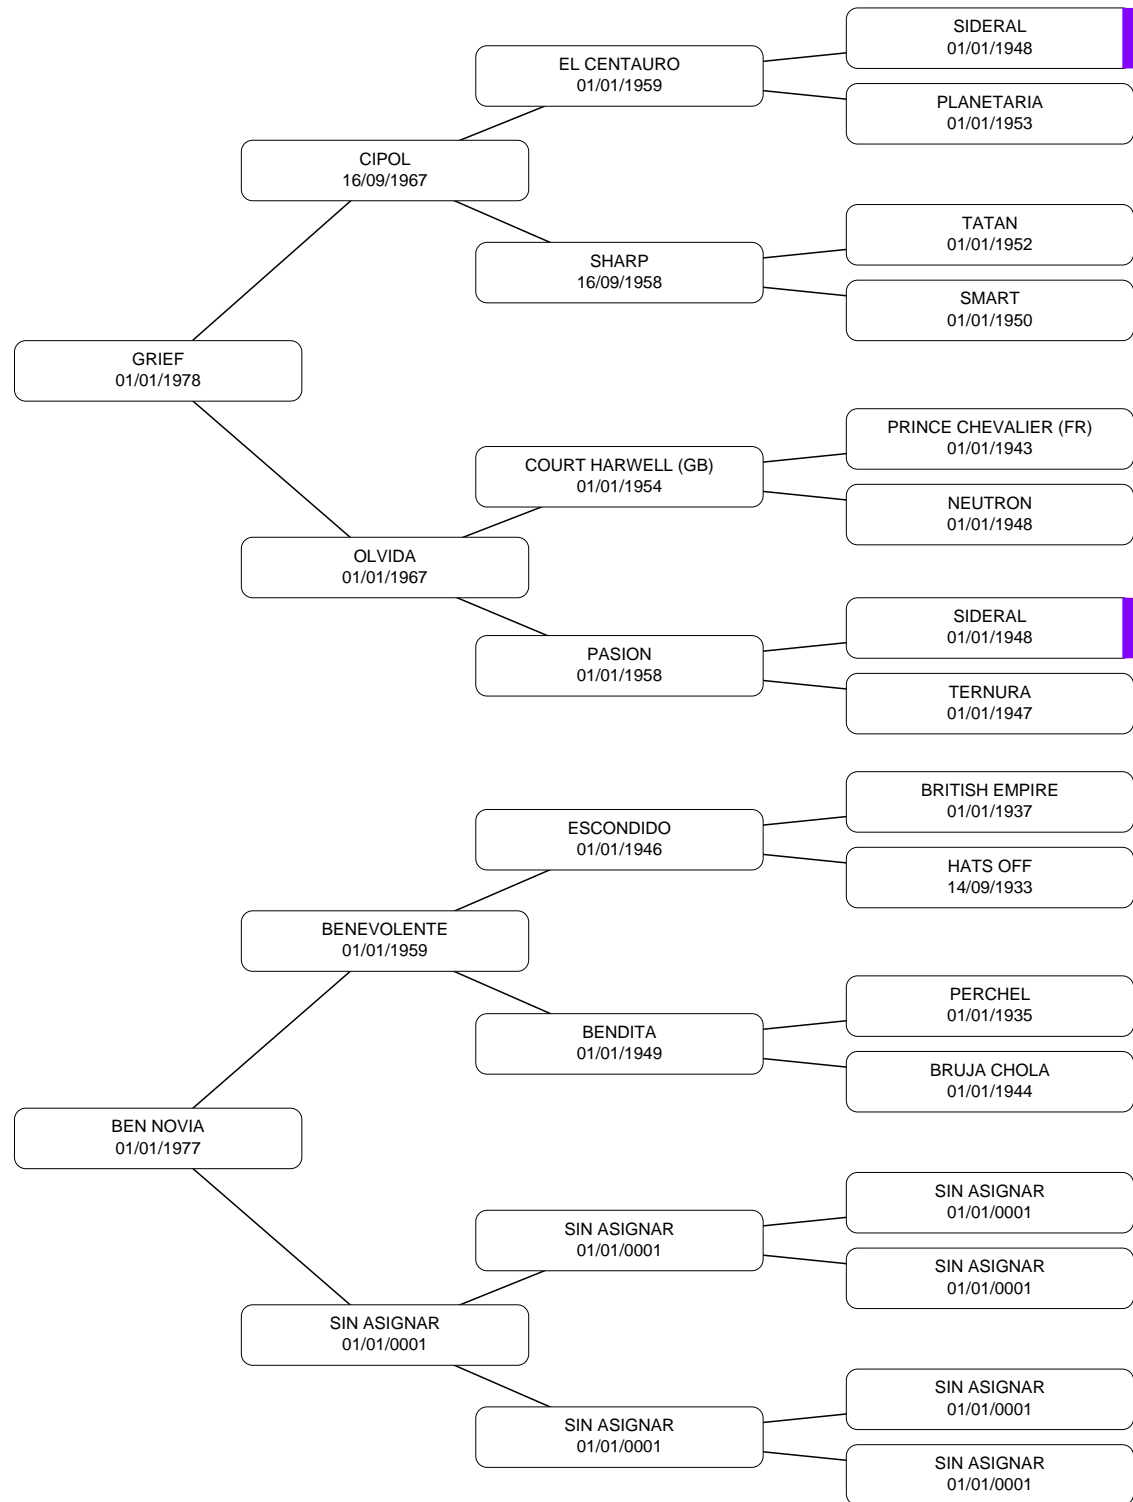 SIDERAL
01/01/1948
EL CENTAURO
01/01/1959
PLANETARIA
01/01/1953
CIPOL
16/09/1967
TATAN
01/01/1952
SHARP
16/09/1958
SMART
01/01/1950
GRIEF
01/01/1978
PRINCE CHEVALIER (FR)
01/01/1943
COURT HARWELL (GB)
01/01/1954
NEUTRON
01/01/1948
OLVIDA
01/01/1967
SIDERAL
01/01/1948
PASION
01/01/1958
TERNURA
01/01/1947
BRITISH EMPIRE
01/01/1937
ESCONDIDO
01/01/1946
HATS OFF
14/09/1933
BENEVOLENTE
01/01/1959
PERCHEL
01/01/1935
BENDITA
01/01/1949
BRUJA CHOLA
01/01/1944
BEN NOVIA
01/01/1977
SIN ASIGNAR
01/01/0001
SIN ASIGNAR
01/01/0001
SIN ASIGNAR
01/01/0001
SIN ASIGNAR
01/01/0001
SIN ASIGNAR
01/01/0001
SIN ASIGNAR
01/01/0001
SIN ASIGNAR
01/01/0001